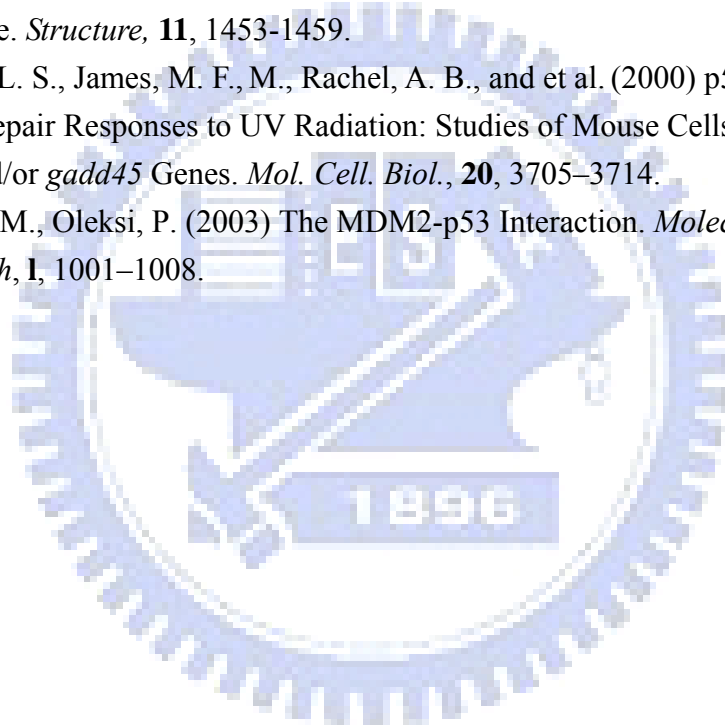 e. Structure, 11, 1453-1459.
L. S., James, M. F., M., Rachel, A. B., and et al. (2000) p5
epair Responses to UV Radiation: Studies of Mouse Cells
d/or gadd45 Genes. Mol. Cell. Biol., 20, 3705–3714.
M., Oleksi, P. (2003) The MDM2-p53 Interaction. Molec
h, l, 1001–1008.
E S
1896